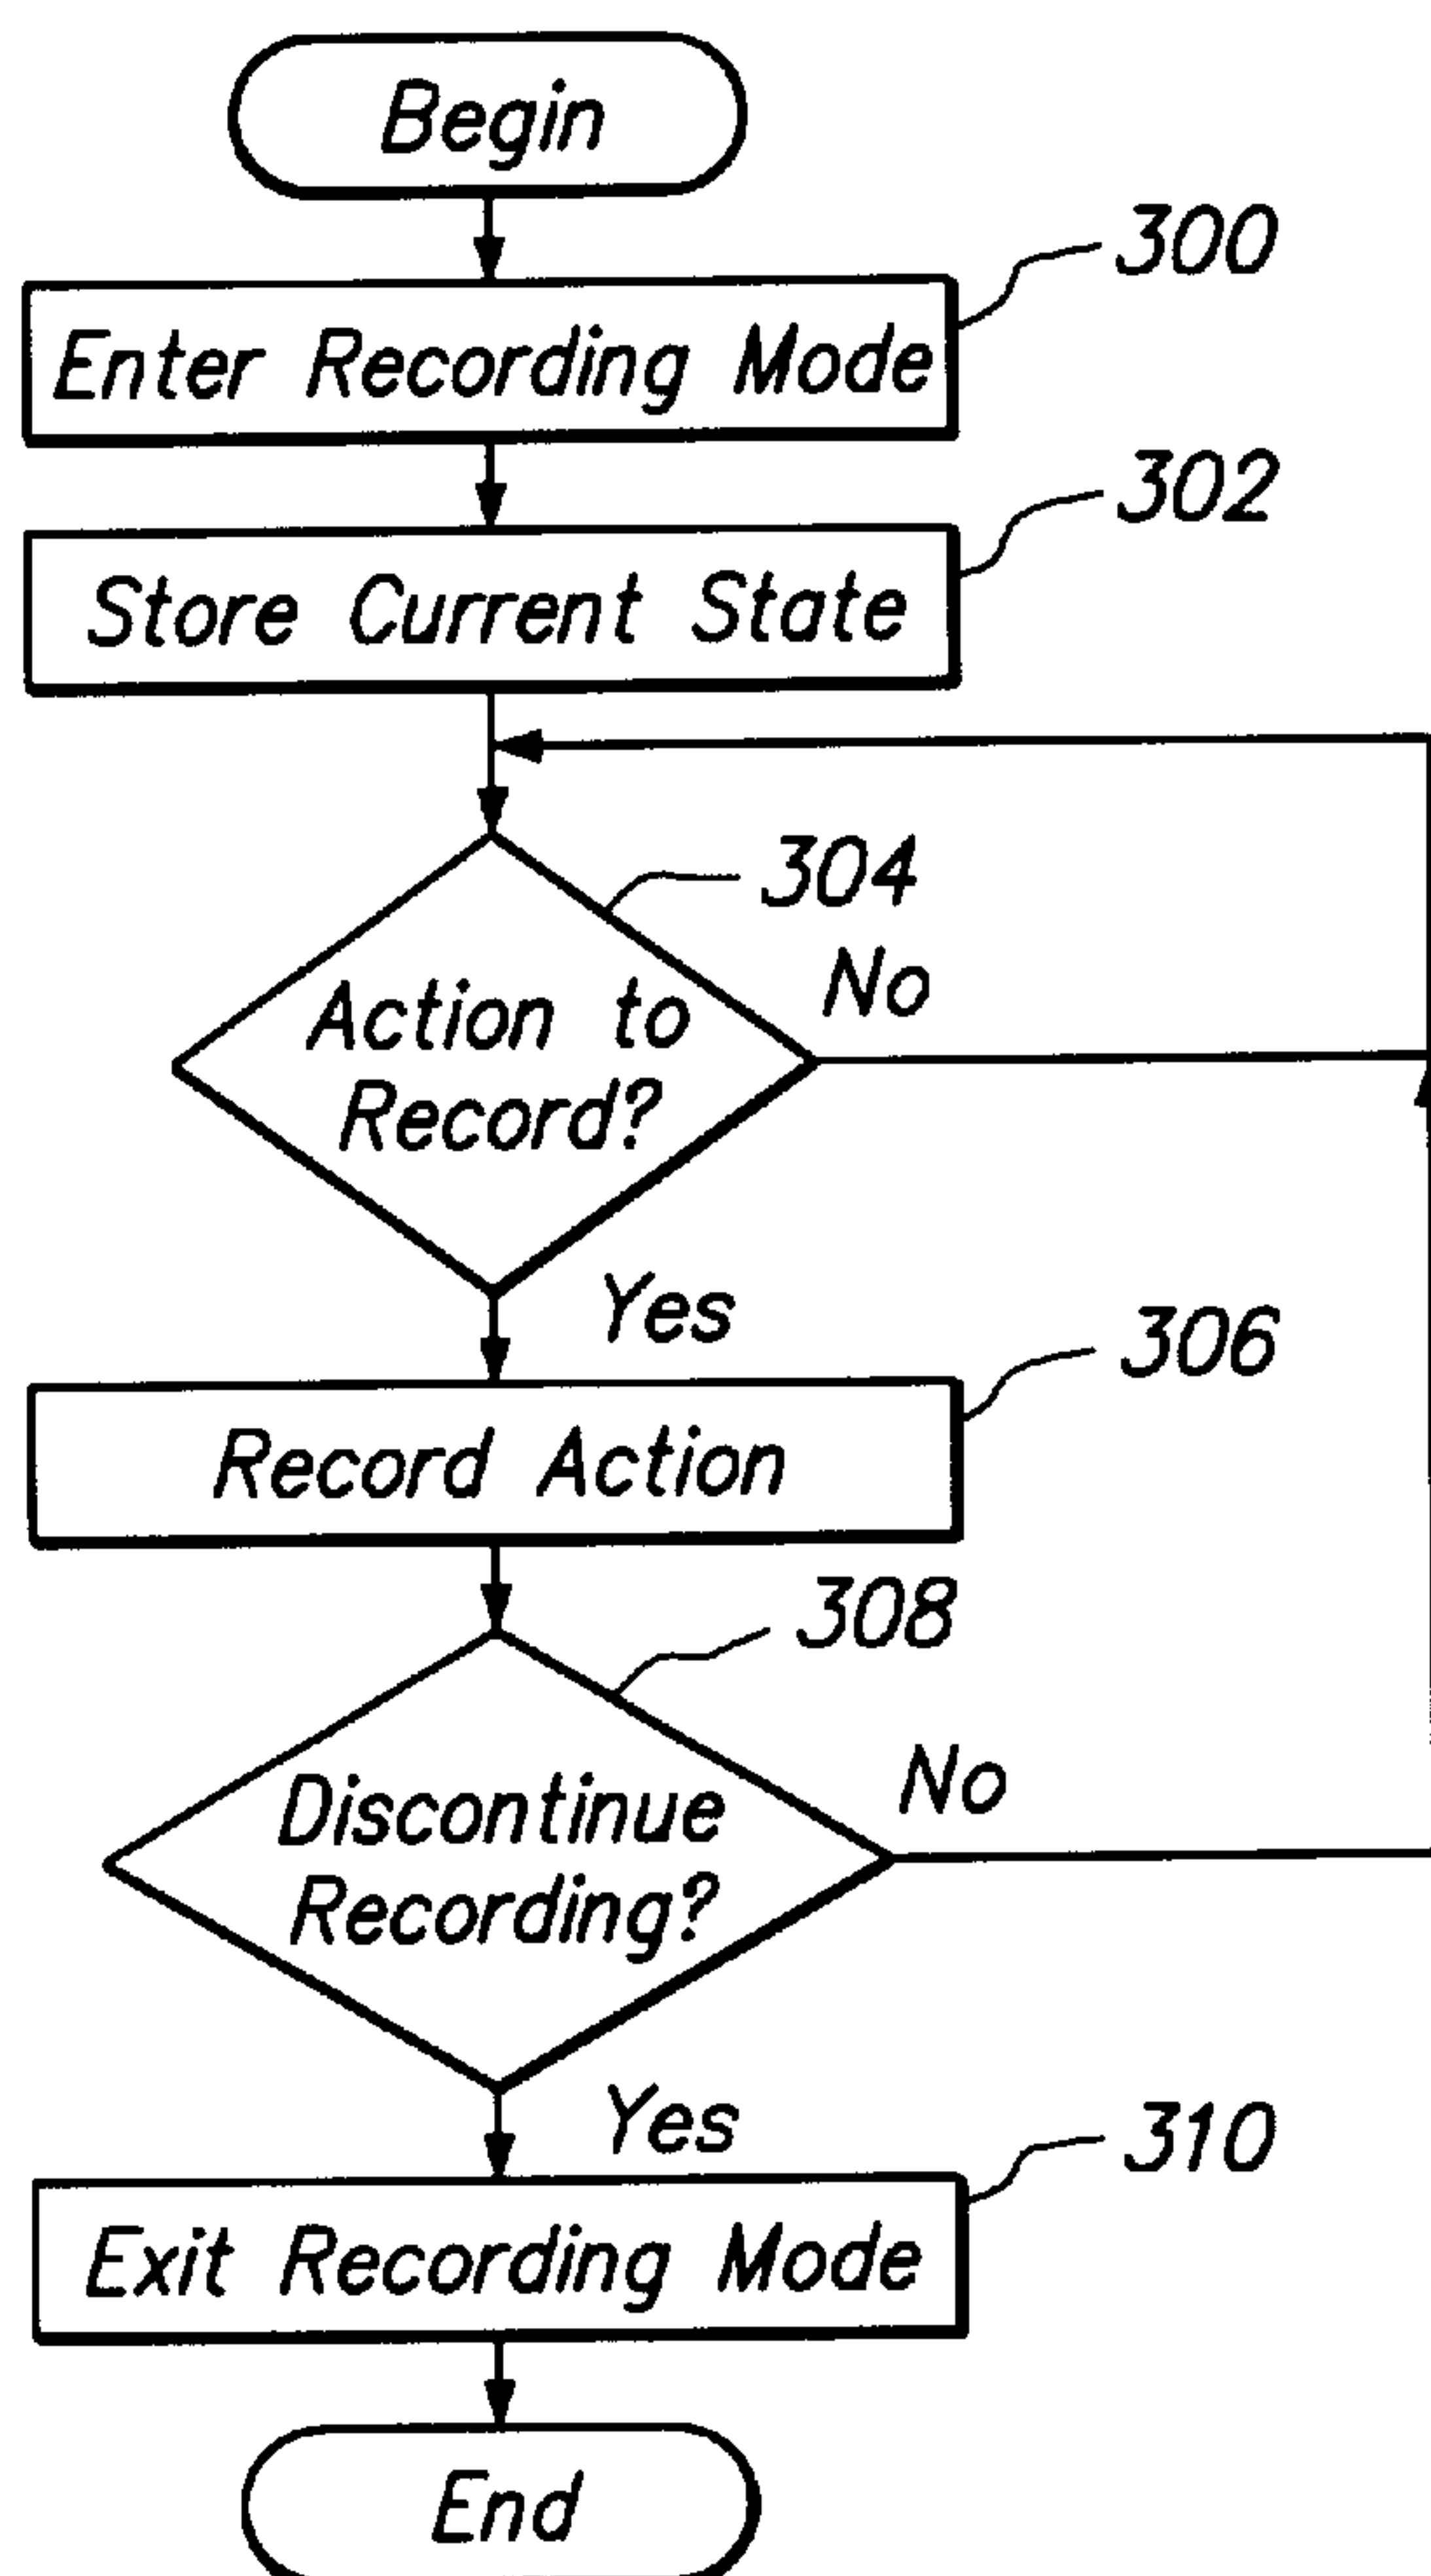 Begin
300
Enter Recording Mode
302
Store Current State
304
No
Action to
Record?
Yes
306
Record Action
308
No
Discontinue
Recording?
Yes
310
Exit Recording Mode
End